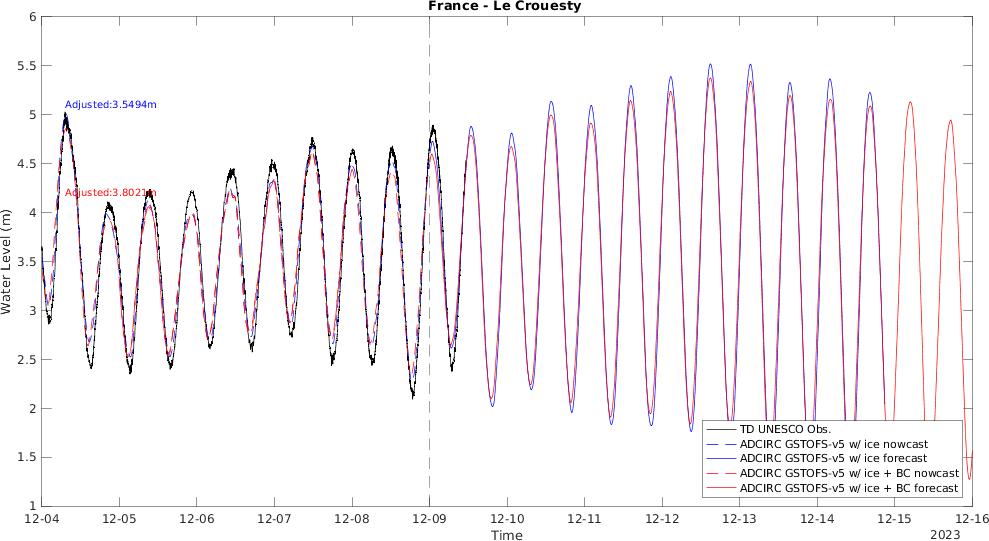 France - Le Crouesty
6
5.5
5
4.5
4
3.5
3
2.5
2
1.5
1
Water Level (m)
Adjusted:3.5494m
Adjusted:3.8021m
TD UNESCO Obs.
ADCIRC GSTOFS-v5 w/ ice nowcast
ADCIRC GSTOFS-v5 w/ ice forecast
ADCIRC GSTOFS-v5 w/ ice + BC nowcast
ADCIRC GSTOFS-v5 w/ ice + BC forecast
12-04 12-05 12-06 12-07 12-08 12-09 12-10 12-11 12-12 12-13 12-14 12-15 12-16
Time
2023